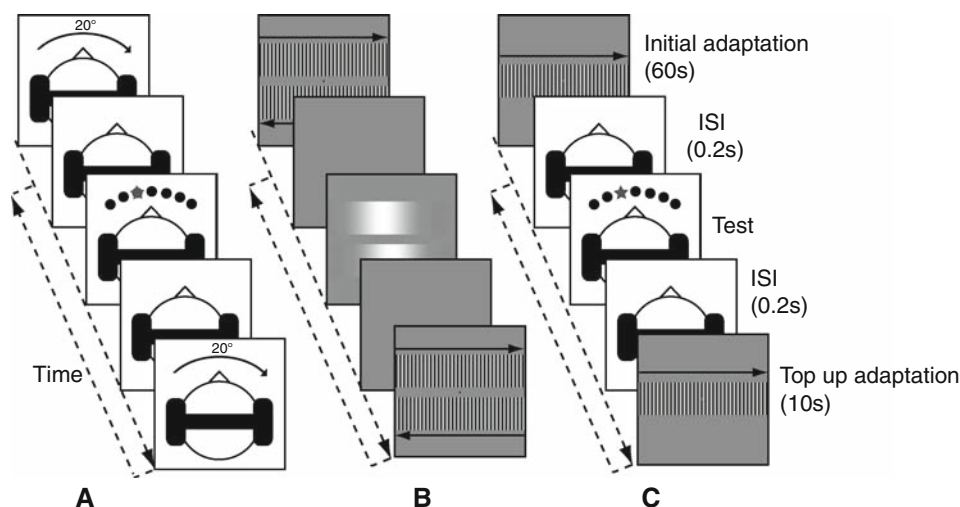 20°
Initial adaptation
(60s)
ISI
(0.2s)
Test
ISI
(0.2s)
Time
20°
Top up adaptation
(10s)
A
B
C